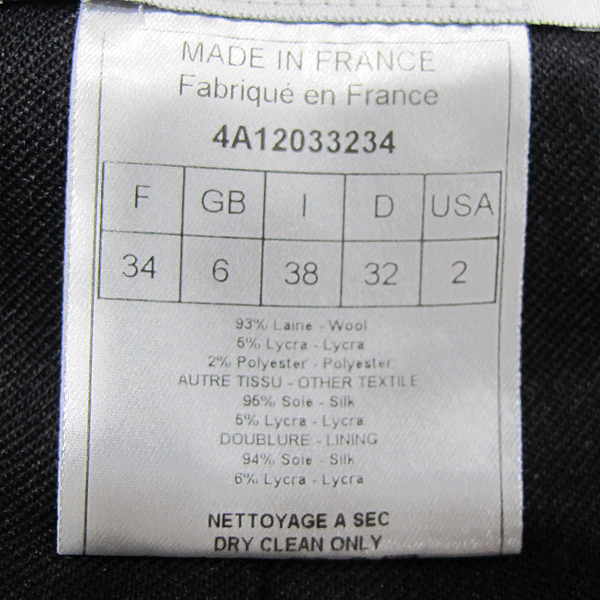 MADE IN FRANCE
Fabriqué en France
4A12033234
F GB I D USA
34 6 38 32 2
93% Laine - Wool
5% Lycra - Lycra
2% Polyester - Polyester
AUTRE TISSU - OTHER TEXTILE
95% Soie - Silk
5% Lycra - Lycra
DOUBLURE - LINING
94% Soie - Silk
6% Lycra - Lycra
NETTOYAGE A SEC
DRY CLEAN ONLY